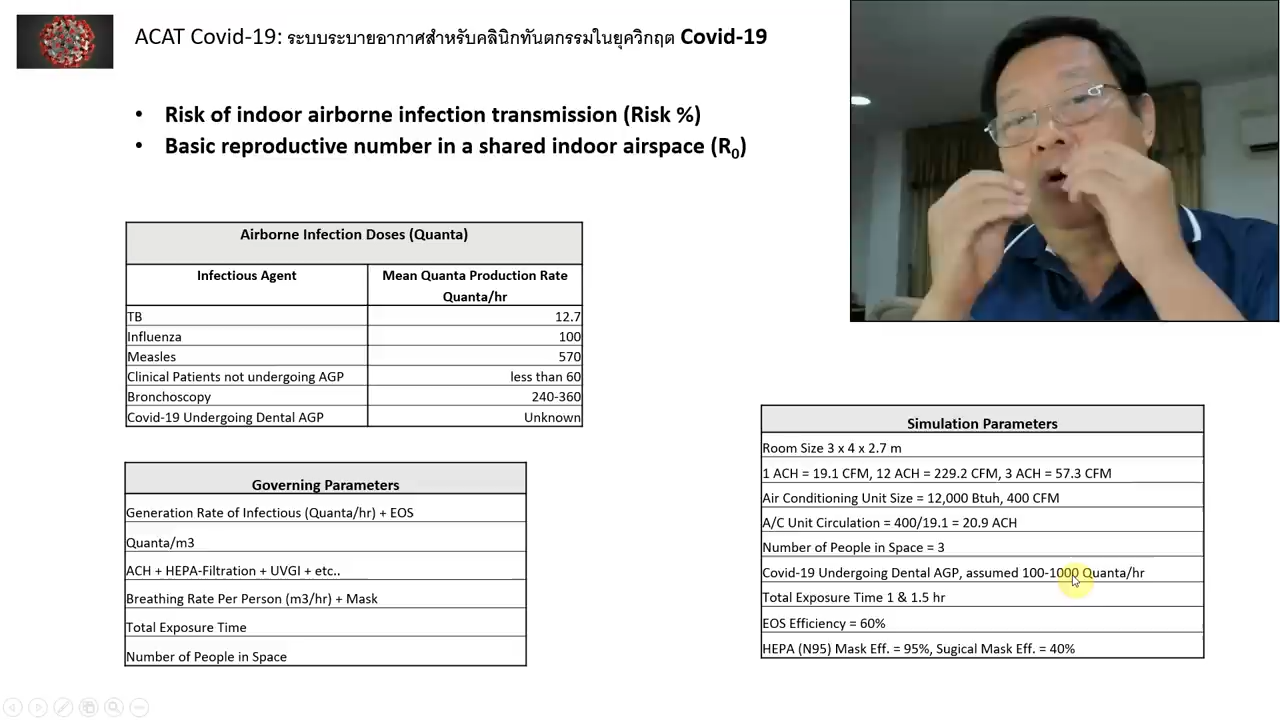 ACAT Covid-19: ระบบระบายอากาศสำหรับคลินิกทันตกรรมในยุควิกฤต Covid-19
• Risk of indoor airborne infection transmission (Risk %)
• Basic reproductive number in a shared indoor airspace (R0)
Airborne Infection Doses (Quanta)
Infectious Agent Mean Quanta Production Rate
Quanta/hr
TB 12.7
Influenza 100
Measles 570
Clinical Patients not undergoing AGP less than 60
Bronchoscopy 240-360
Covid-19 Undergoing Dental AGP Unknown
Governing Parameters
Generation Rate of Infectious (Quanta/hr) + EOS
Quanta/m3
ACH + HEPA-Filtration + UVGI + etc..
Breathing Rate Per Person (m3/hr) + Mask
Total Exposure Time
Number of People in Space
Simulation Parameters
Room Size 3 x 4 x 2.7 m
1 ACH = 19.1 CFM, 12 ACH = 229.2 CFM, 3 ACH = 57.3 CFM
Air Conditioning Unit Size = 12,000 Btuh, 400 CFM
A/C Unit Circulation = 400/19.1 = 20.9 ACH
Number of People in Space = 3
Covid-19 Undergoing Dental AGP, assumed 100-1000 Quanta/hr
Total Exposure Time 1 & 1.5 hr
EOS Efficiency = 60%
HEPA (N95) Mask Eff. = 95%, Sugical Mask Eff. = 40%